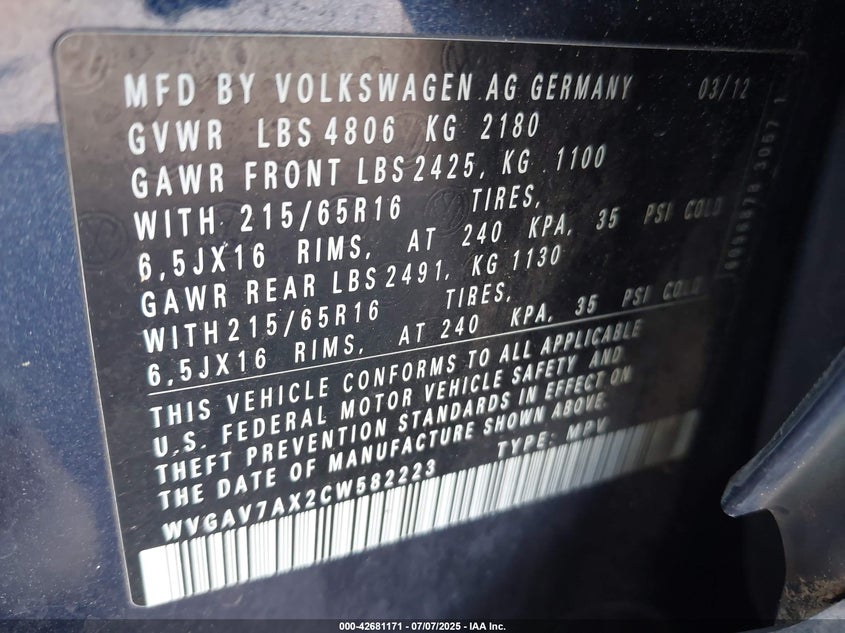 MFD BY VOLKSWAGEN AG GERMANY 03/12
GVWR LBS 4806 KG 2180
GAWR FRONT LBS 2425, KG 1100
WITH 215/65R16 TIRES,
6,5JX16 RIMS, AT 240 KPA, 35 PSI COLD
GAWR REAR LBS 2491, KG 1130
WITH 215/65R16 TIRES,
6,5JX16 RIMS, AT 240 KPA, 35 PSI COLD
THIS VEHICLE CONFORMS TO ALL APPLICABLE
U.S. FEDERAL MOTOR VEHICLE SAFETY AND
THEFT PREVENTION STANDARDS IN EFFECT ON
THE DATE OF MANUFACTURE SHOWN ABOVE.
WVGAV7AX2CW582223 TYPE: MPV
000-42681171 | 07/07/2025 - IAA Inc.